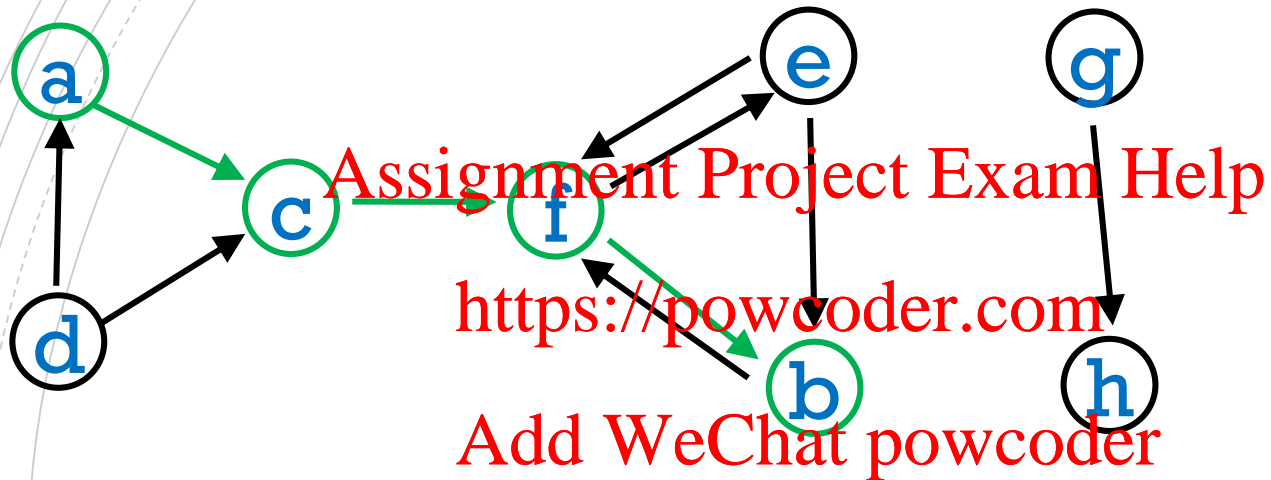 a
e
g
c
f
Assignment Project Exam Help
d
https://powcoder.com
b
h
Add WeChat powcoder